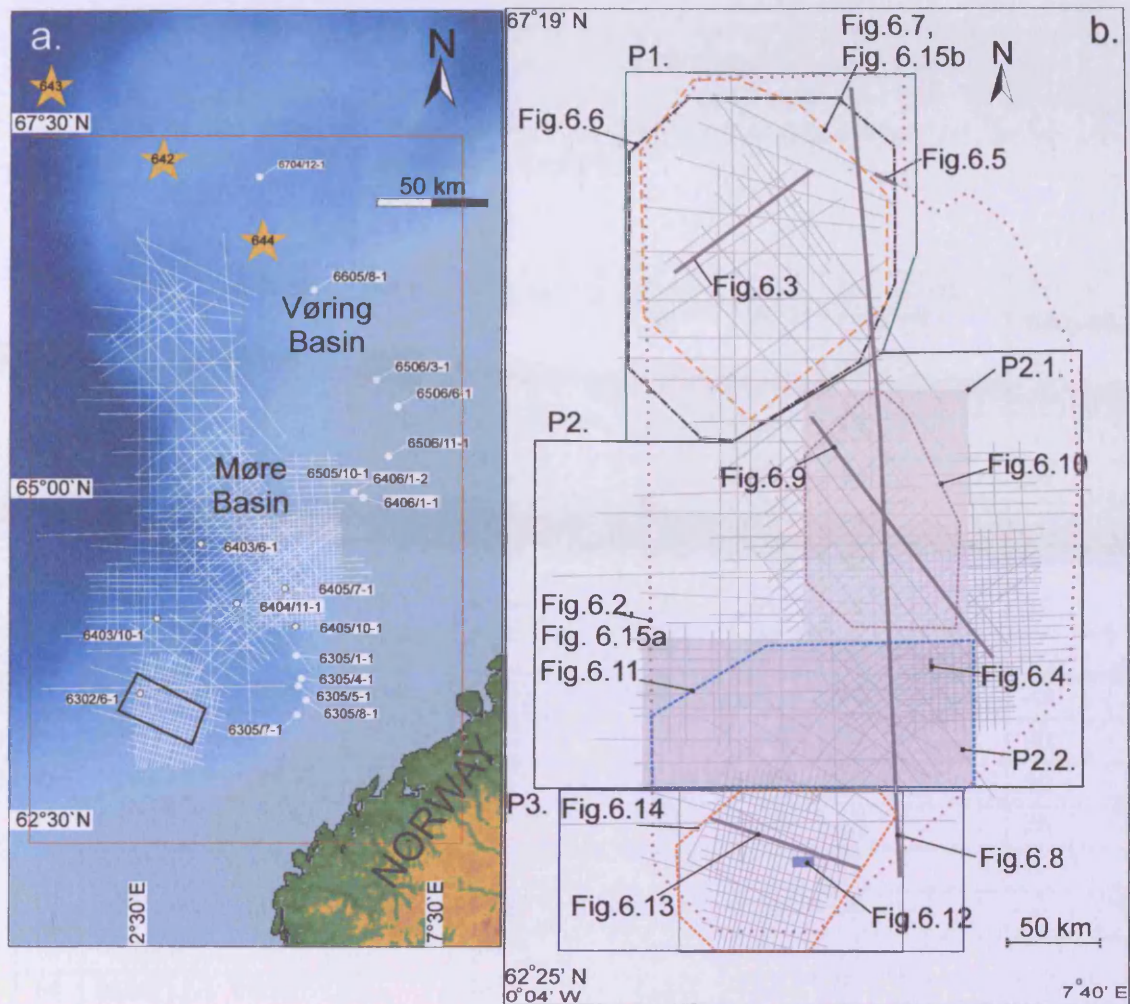 a.
N
643
67°30`N
642
6704/12-1
50 km
644
6605/8-1
Vøring
Basin
6506/3-1
6506/6-1
6506/11-1
Møre
Basin
6505/10-1
6406/1-2
65°00`N
6406/1-1
6403/6-1
6405/7-1
6404/11-1
6403/10-1
6405/10-1
6305/1-1
6305/4-1
6302/6-1
6305/5-1
6305/7-1
6305/8-1
62°30`N
NORWAY
2°30`E
7°30`E
67°19' N
b.
Fig.6.7,
Fig. 6.15b
N
P1.
Fig.6.6
Fig.6.5
Fig.6.3
P2.1.
P2.
Fig.6.9
Fig.6.10
Fig.6.2,
Fig. 6.15a
Fig.6.11
Fig.6.4
P2.2.
P3.
Fig.6.14
Fig.6.8
Fig.6.13
Fig.6.12
50 km
62°25' N
0°04' W
7°40' E